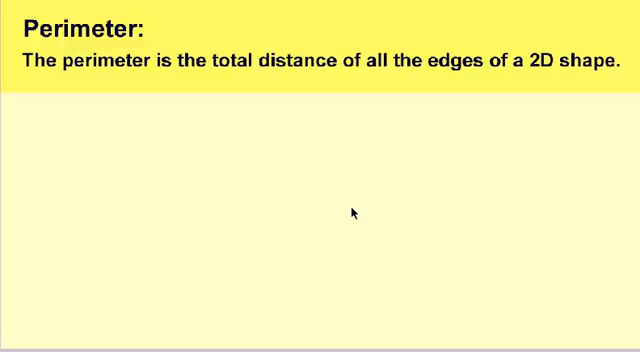 Perimeter:
The perimeter is the total distance of all the edges of a 2D shape.